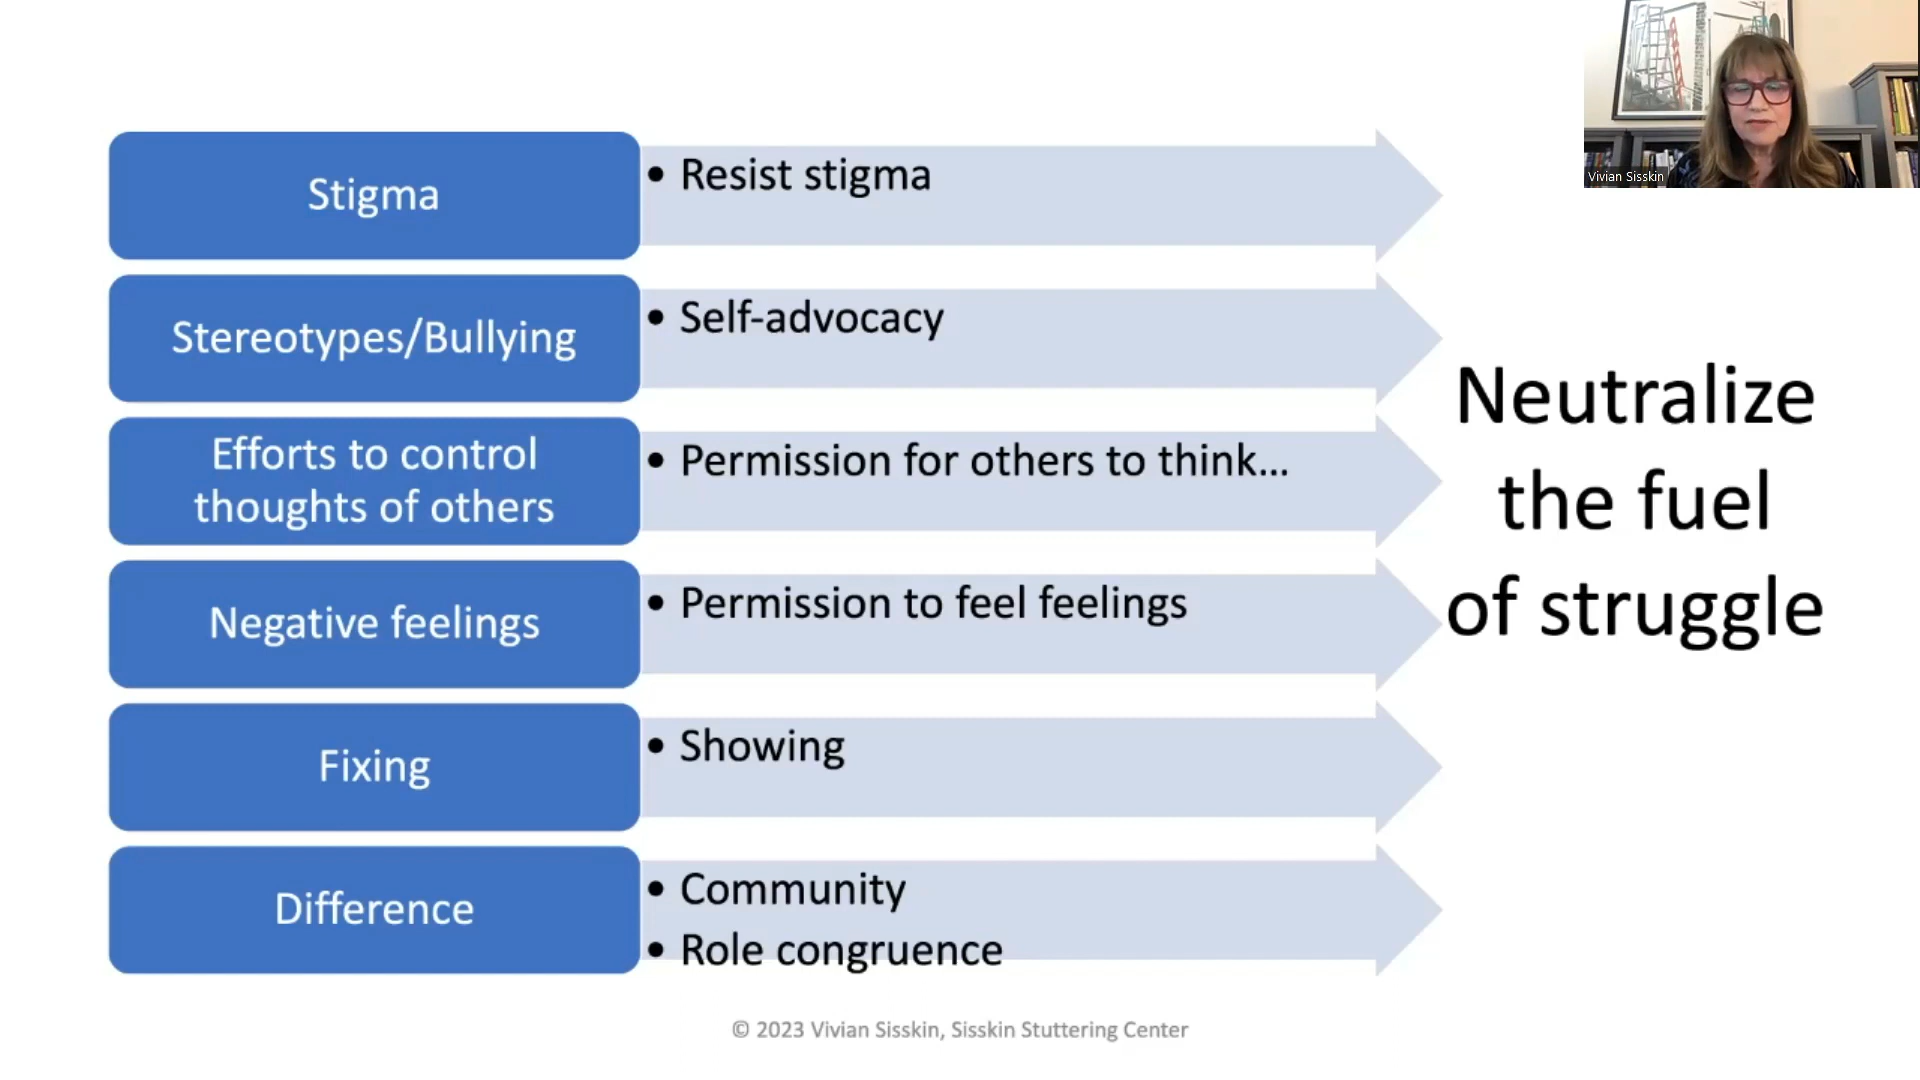 Vivian Sisskin
Stigma
• Resist stigma
Stereotypes/Bullying
• Self-advocacy
Efforts to control
thoughts of others
• Permission for others to think...
Negative feelings
• Permission to feel feelings
Fixing
• Showing
Difference
• Community
• Role congruence
Neutralize
the fuel
of struggle
© 2023 Vivian Sisskin, Sisskin Stuttering Center